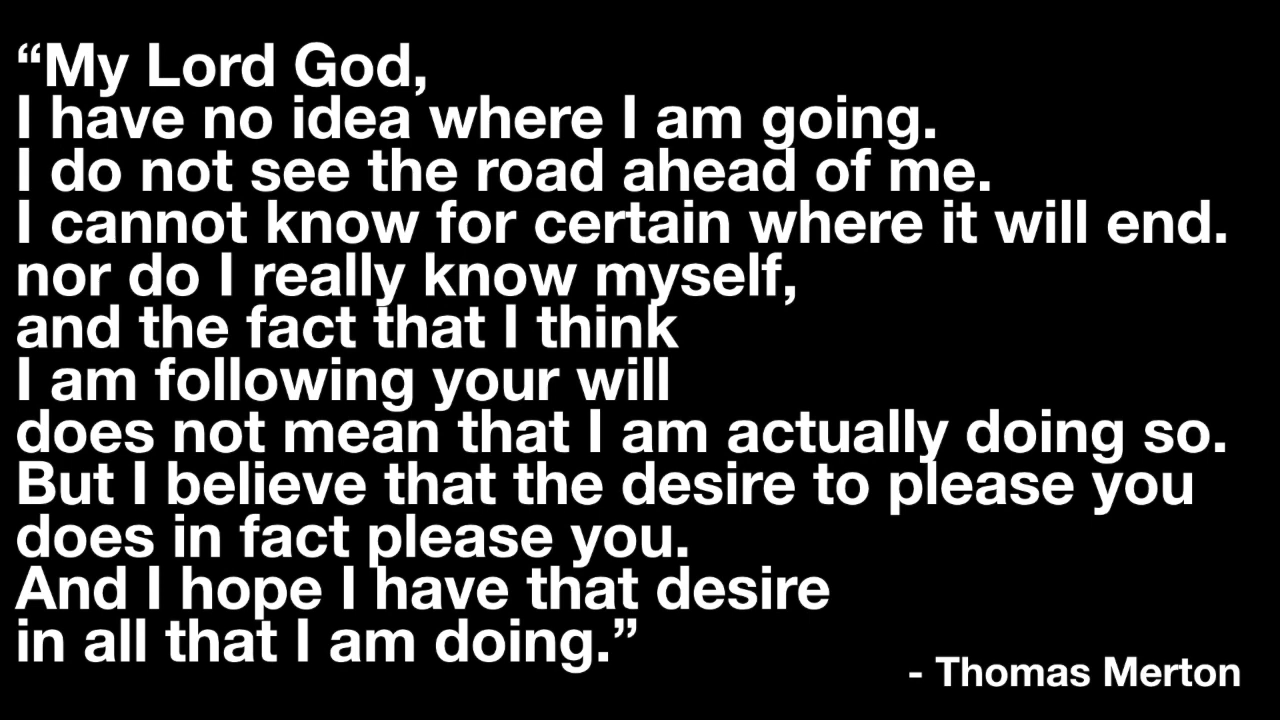 “My Lord God,
I have no idea where I am going.
I do not see the road ahead of me.
I cannot know for certain where it will end.
nor do I really know myself,
and the fact that I think
I am following your will
does not mean that I am actually doing so.
But I believe that the desire to please you
does in fact please you.
And I hope I have that desire
in all that I am doing.”
- Thomas Merton